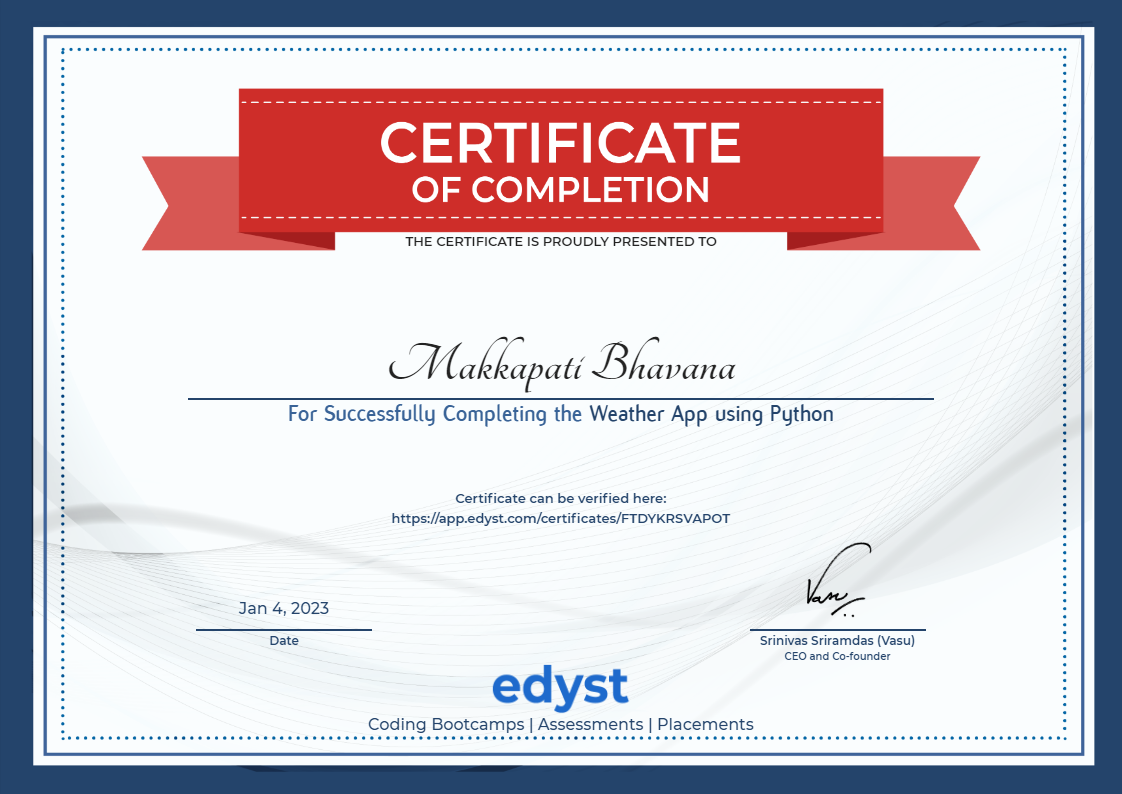 CERTIFICATE
OF COMPLETION
THE CERTIFICATE IS PROUDLY PRESENTED TO
Makkapati Bhavana
For Successfully Completing the Weather App using Python
Certificate can be verified here:
https://app.edyst.com/certificates/FTDYKRSVAPOT
Jan 4, 2023
Date
Vasu
Srinivas Sriramdas (Vasu)
CEO and Co-founder
edyst
Coding Bootcamps | Assessments | Placements